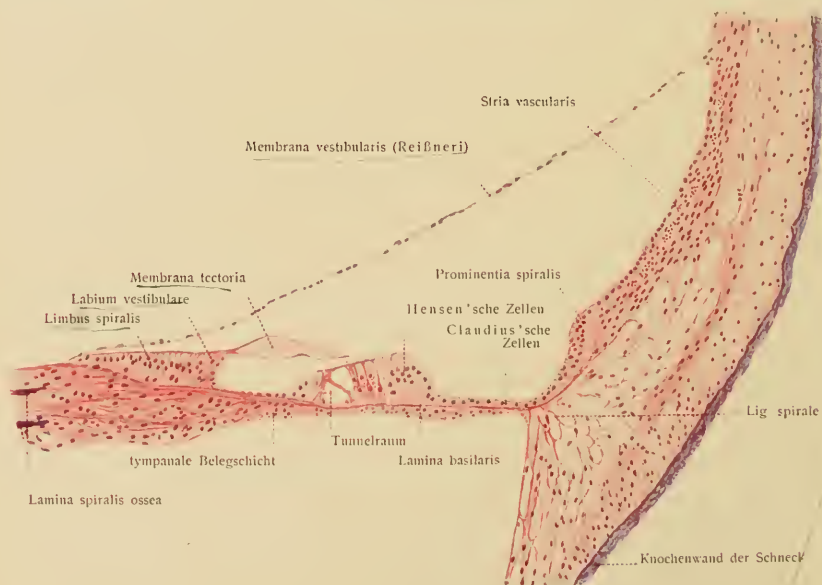 Stria vascularis
Membrana vestibularis (Reißneri)
Membrana tectoria
Prominentia spiralis
Labium vestibulare
Hensen'sche Zellen
Limbus spiralis
Claudius'sche
Zellen
Lig spirale
Tunnelraum
tympanale Belegschicht
Lamina basilaris
Lamina spiralis ossea
Knochenwand der Schneck